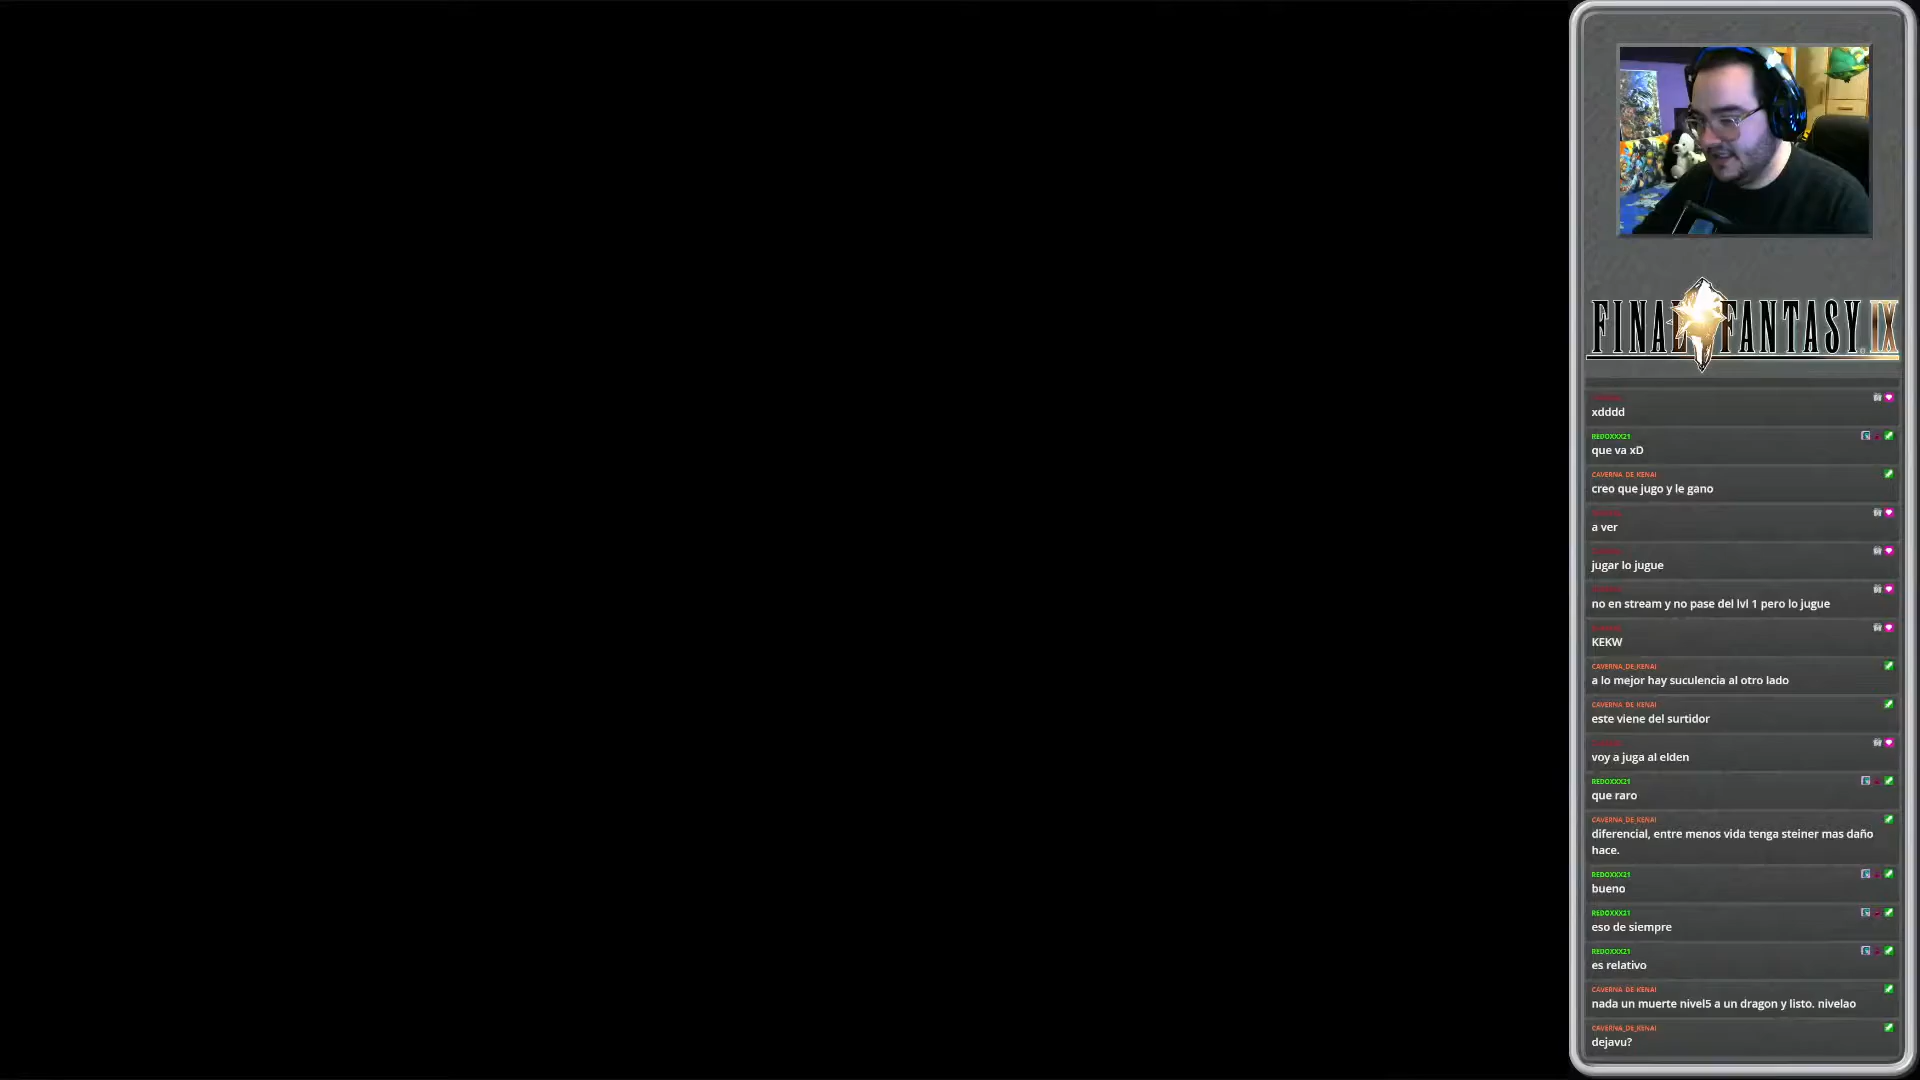 FINAL FANTASY IX
xdddd
REDOXXX21
que va xD
CAVERNA_DE_KENAI
creo que jugo y le gano
a ver
jugar lo jugue
no en stream y no pase del lvl 1 pero lo jugue
KEKW
CAVERNA_DE_KENAI
a lo mejor hay suculencia al otro lado
CAVERNA_DE_KENAI
este viene del surtidor
voy a juga al elden
REDOXXX21
que raro
CAVERNA_DE_KENAI
diferencial, entre menos vida tenga steiner mas daño
hace.
REDOXXX21
bueno
REDOXXX21
eso de siempre
REDOXXX21
es relativo
CAVERNA_DE_KENAI
nada un muerte nivel5 a un dragon y listo. nivelao
CAVERNA_DE_KENAI
dejavu?